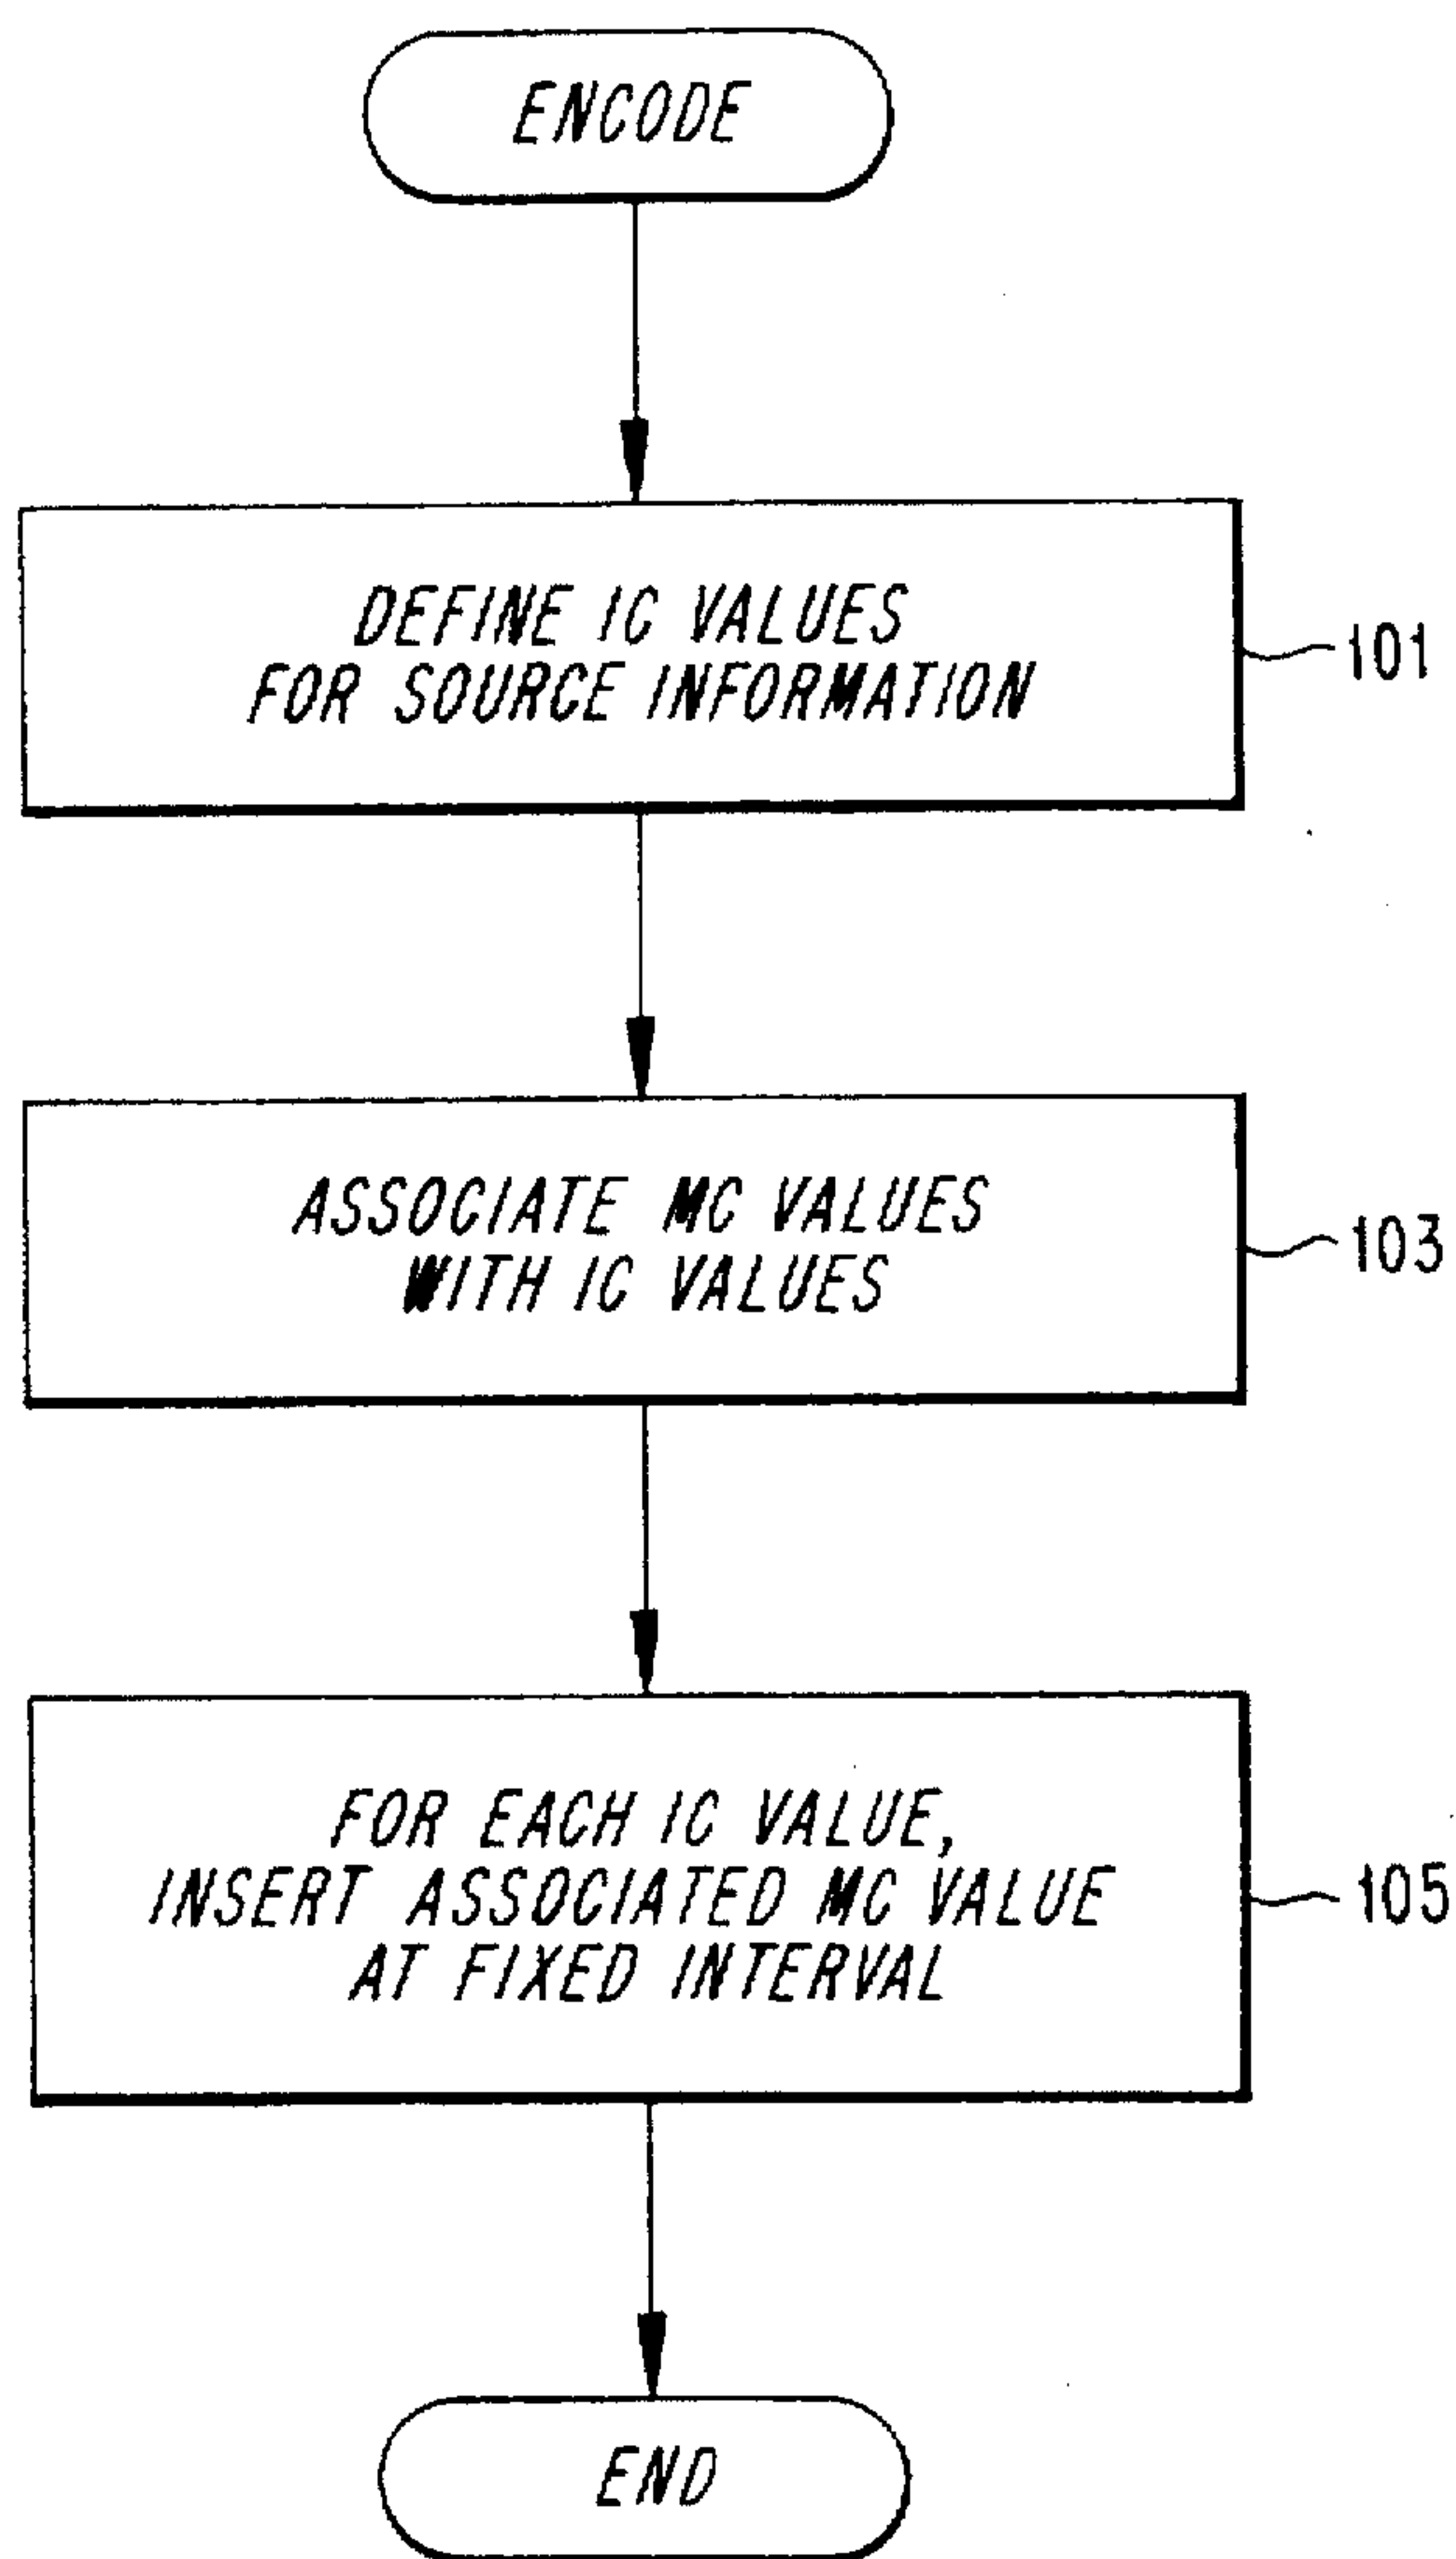 ENCODE
DEFINE IC VALUES
FOR SOURCE INFORMATION
101
ASSOCIATE MC VALUES
WITH IC VALUES
103
FOR EACH IC VALUE,
INSERT ASSOCIATED MC VALUE
AT FIXED INTERVAL
105
END